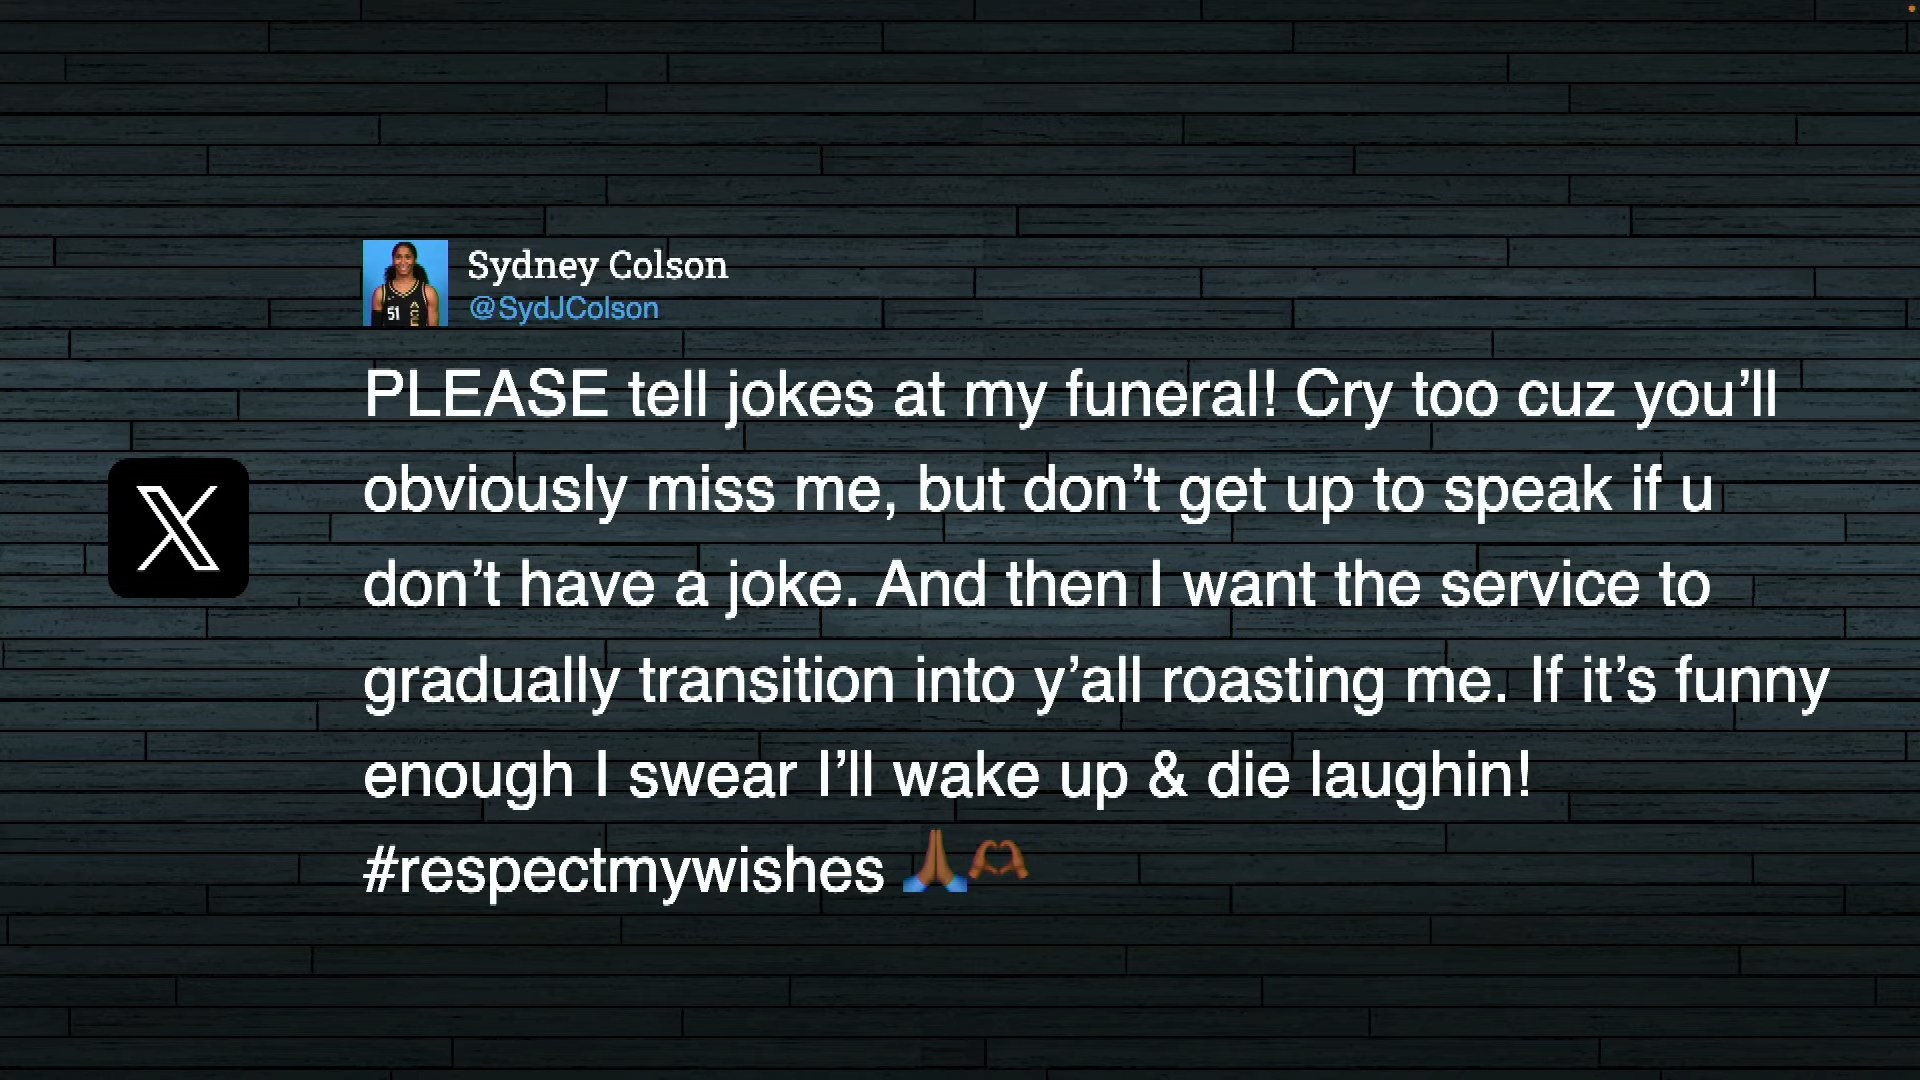 Sydney Colson
@SydJColson
51
PLEASE tell jokes at my funeral! Cry too cuz you’ll
obviously miss me, but don’t get up to speak if u
don’t have a joke. And then I want the service to
gradually transition into y’all roasting me. If it’s funny
enough I swear I’ll wake up & die laughin!
#respectmywishes 🙏🏾🫶🏾